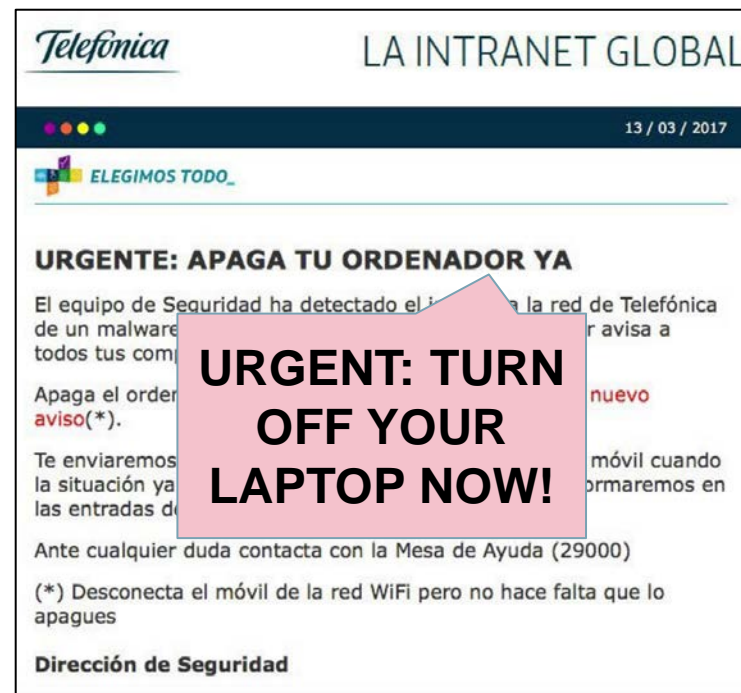 Telefónica
LA INTRANET GLOBAL
13 / 03 / 2017
ELEGIMOS TODO_
URGENTE: APAGA TU ORDENADOR YA
El equipo de Seguridad ha detectado el la red de Telefónica
de un malware avisa a
todos tus
Apaga el nuevo
aviso(*).
Te enviaremos móvil cuando
la situación ya en
las entradas
Ante cualquier duda contacta con la Mesa de Ayuda (29000)
(*) Desconecta el móvil de la red WiFi pero no hace falta que lo
apagues
Dirección de Seguridad
URGENT: TURN
OFF YOUR
LAPTOP NOW!